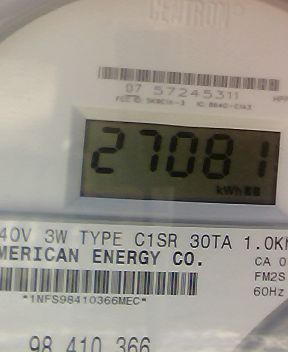 CENTRON
07 57245311
27081
kWh
40V 3W TYPE C1SR 30TA 1.0K
MERICAN ENERGY CO.
CA 0
FM2S
60Hz
*1NFS98410366MEC*
98 410 366